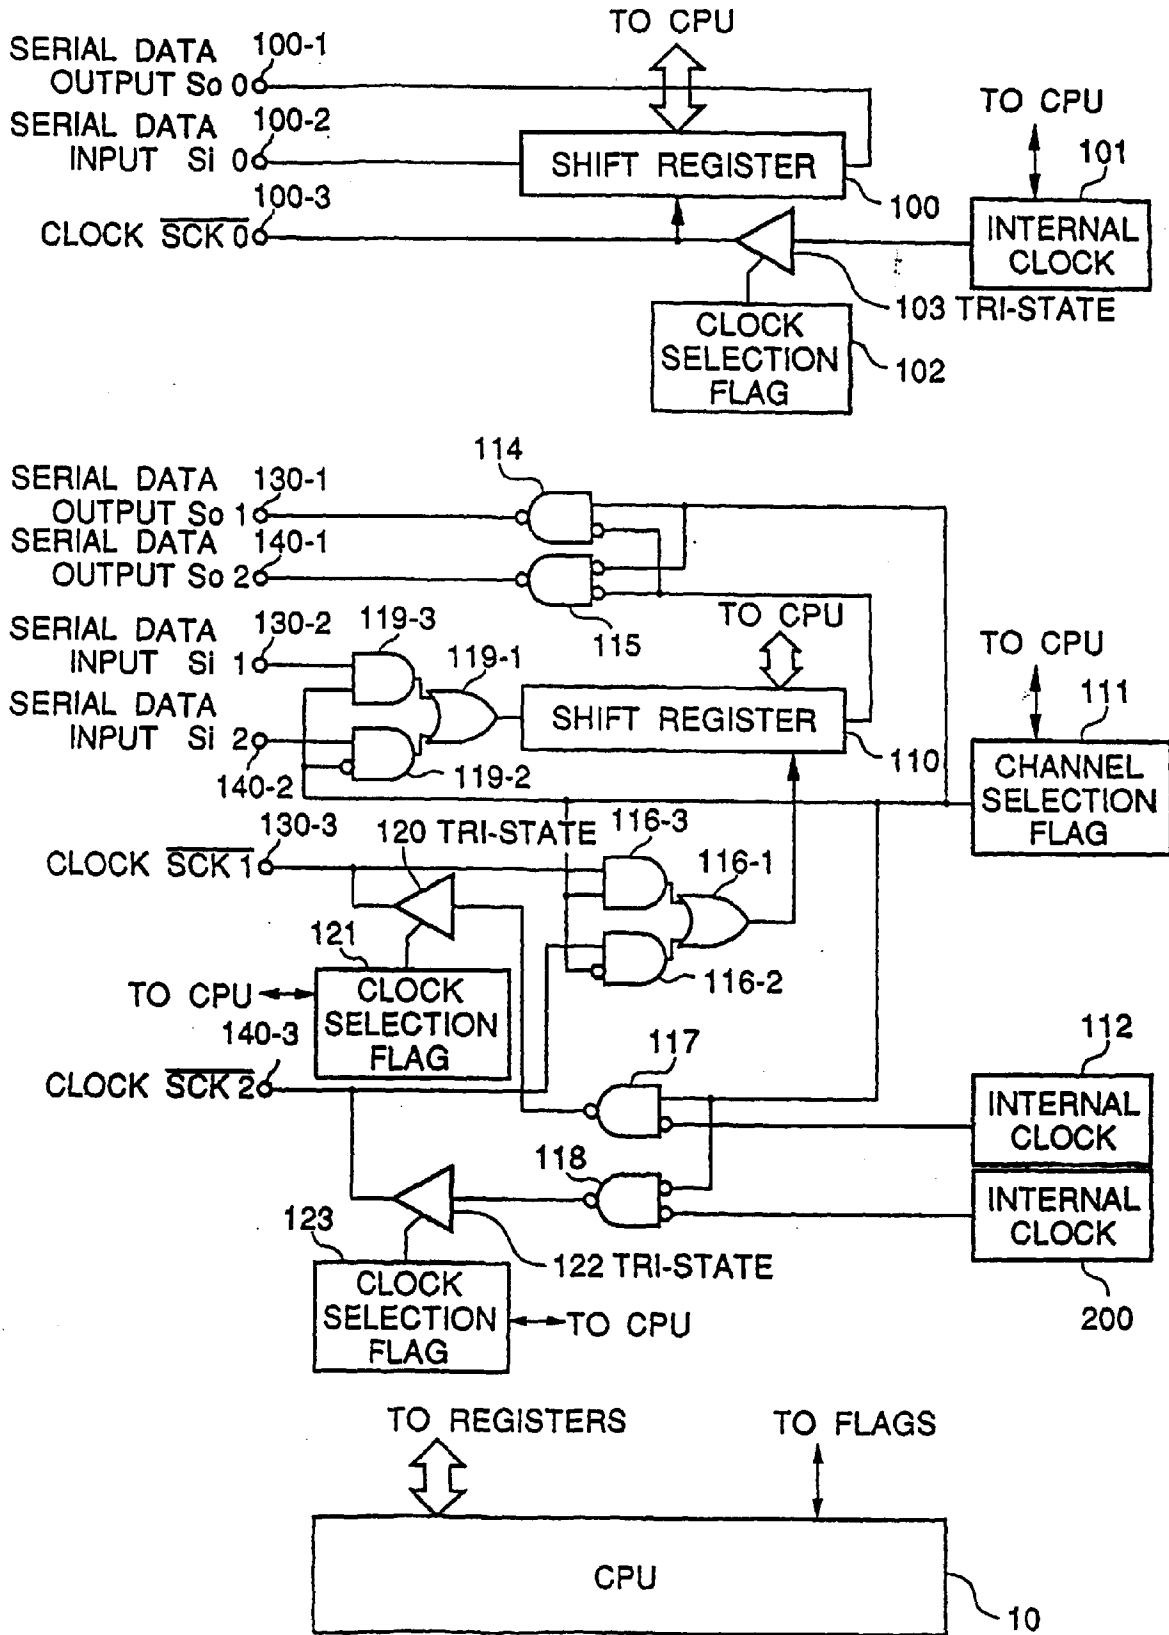 TO CPU
SERIAL DATA 100-1
OUTPUT So 0
SERIAL DATA 100-2
INPUT Si 0
100-3
CLOCK SCK 0
SHIFT REGISTER
100
TO CPU
101
INTERNAL
CLOCK
103 TRI-STATE
CLOCK
SELECTION
FLAG
102
114
SERIAL DATA 130-1
OUTPUT So 1
SERIAL DATA 140-1
OUTPUT So 2
115
TO CPU
SERIAL DATA 130-2
INPUT Si 1
119-3
119-1
SERIAL DATA
INPUT Si 2
140-2
119-2
SHIFT REGISTER
110
TO CPU
111
CHANNEL
SELECTION
FLAG
130-3
CLOCK SCK 1
120 TRI-STATE
116-3
116-1
116-2
121
TO CPU
CLOCK
SELECTION
FLAG
140-3
CLOCK SCK 2
117
112
INTERNAL
CLOCK
118
INTERNAL
CLOCK
200
123
122 TRI-STATE
CLOCK
SELECTION
FLAG
TO CPU
TO REGISTERS
TO FLAGS
CPU
10